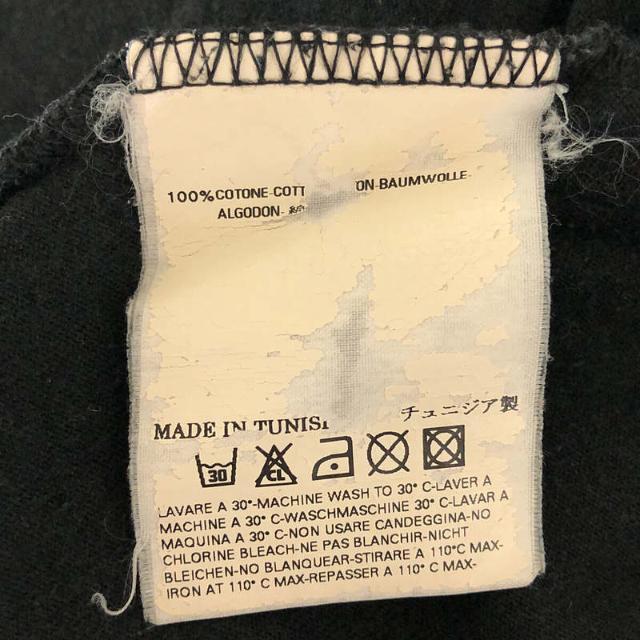 100% COTONE-COTT ON-BAUMWOLLE-
ALGODON- 綿
MADE IN TUNISI
チュニジア製
30 CL
LAVARE A 30°-MACHINE WASH TO 30° C-LAVER A
MACHINE A 30° C-WASCHMASCHINE 30° C-LAVAR A
MAQUINA A 30° C-NON USARE CANDEGGINA-NO
CHLORINE BLEACH-NE PAS BLANCHIR-NICHT
BLEICHEN-NO BLANQUEAR-STIRARE A 110°C MAX-
IRON AT 110° C MAX-REPASSER A 110° C MAX-